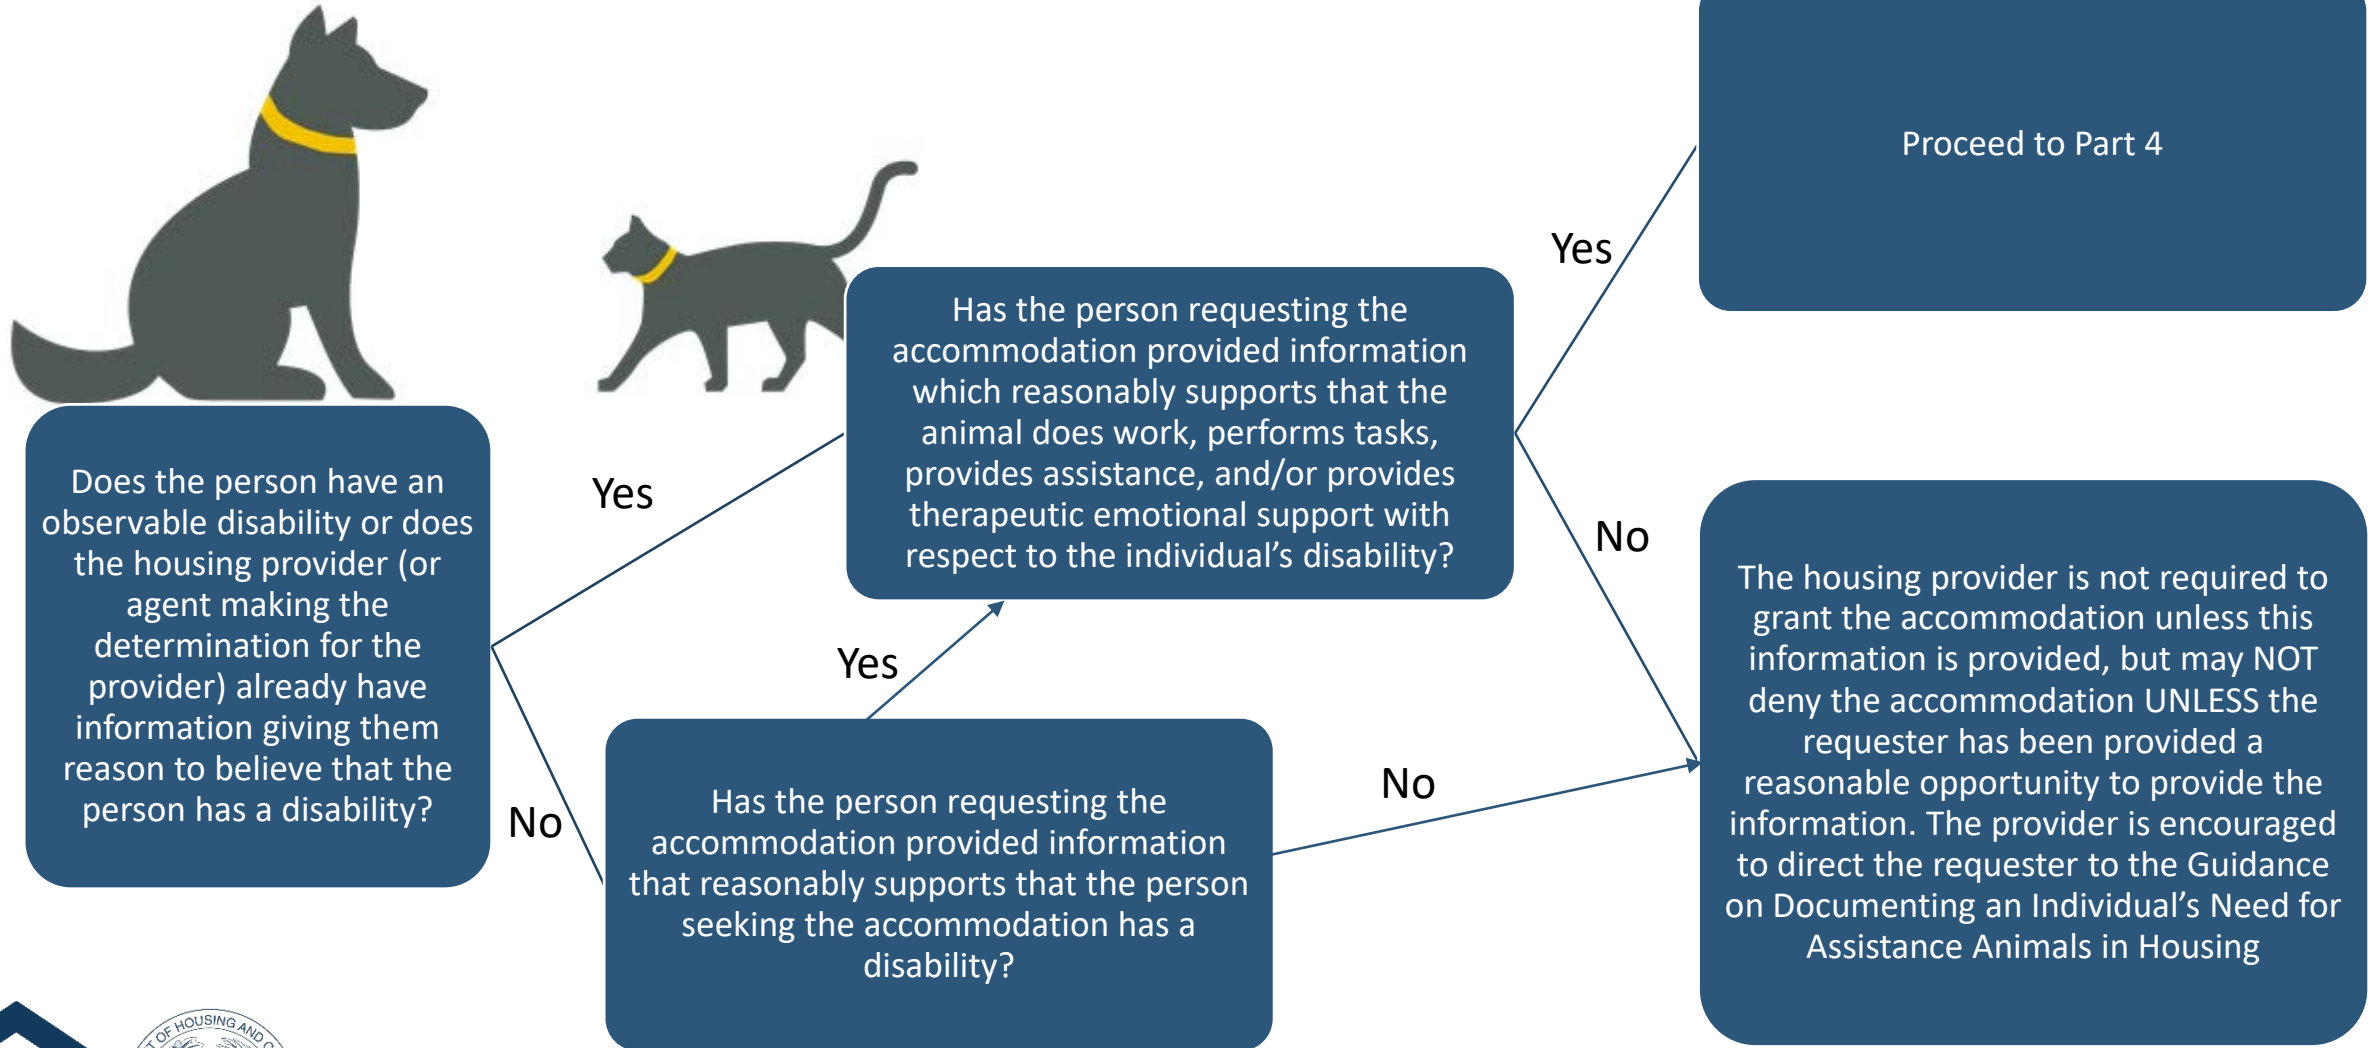 Does the person have an
observable disability or does
the housing provider (or
agent making the
determination for the
provider) already have
information giving them
reason to believe that the
person has a disability?
Yes
No
Has the person requesting the
accommodation provided information
which reasonably supports that the
animal does work, performs tasks,
provides assistance, and/or provides
therapeutic emotional support with
respect to the individual’s disability?
Yes
Has the person requesting the
accommodation provided information
that reasonably supports that the person
seeking the accommodation has a
disability?
Yes
No
No
Proceed to Part 4
The housing provider is not required to
grant the accommodation unless this
information is provided, but may NOT
deny the accommodation UNLESS the
requester has been provided a
reasonable opportunity to provide the
information. The provider is encouraged
to direct the requester to the Guidance
on Documenting an Individual’s Need for
Assistance Animals in Housing
OF HOUSING AND